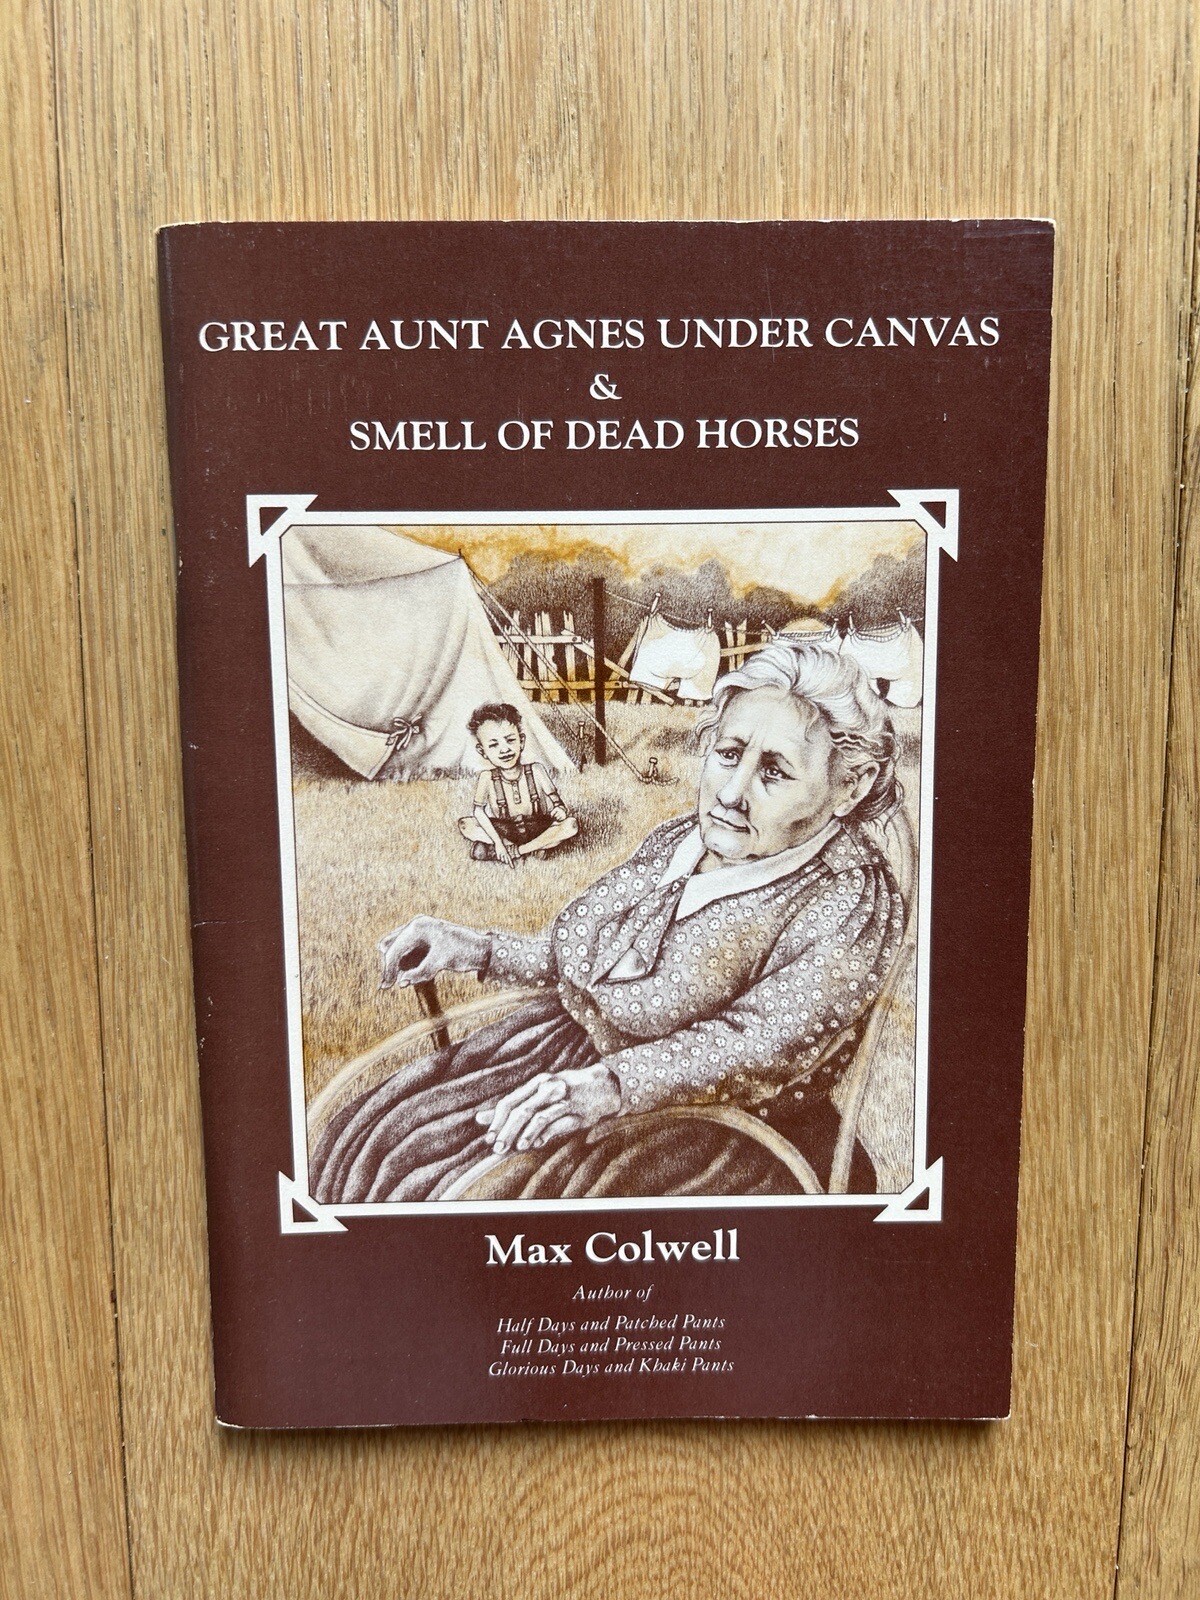 GREAT AUNT AGNES UNDER CANVAS
&
SMELL OF DEAD HORSES
Max Colwell
Author of
Half Days and Patched Pants
Full Days and Pressed Pants
Glorious Days and Khaki Pants